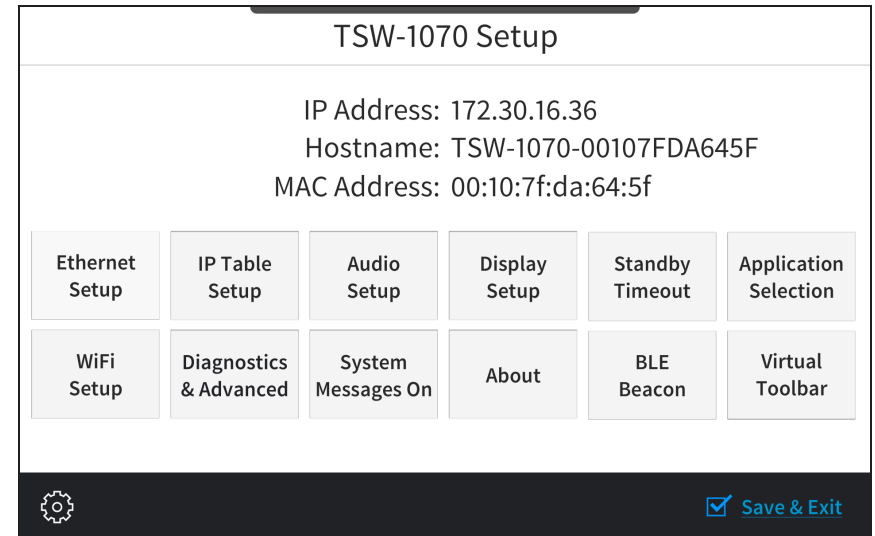 TSW-1070 Setup
IP Address: 172.30.16.36
Hostname: TSW-1070-00107FDA645F
MAC Address: 00:10:7f:da:64:5f
Ethernet
Setup
IP Table
Setup
Audio
Setup
Display
Setup
Standby
Timeout
Application
Selection
WiFi
Setup
Diagnostics
& Advanced
System
Messages On
About
BLE
Beacon
Virtual
Toolbar
Save & Exit